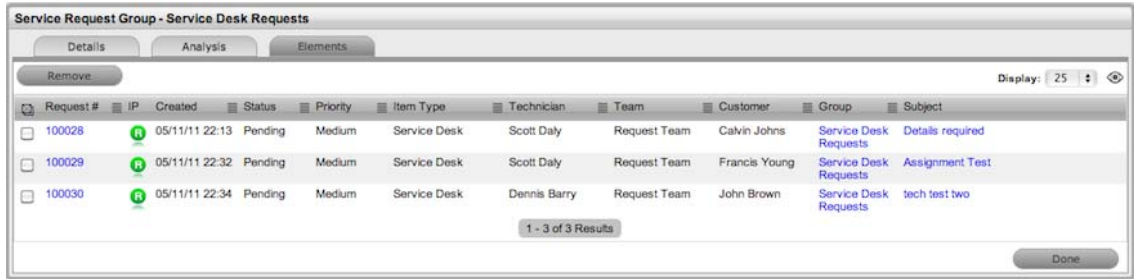 Service Request Group - Service Desk Requests
Details Analysis Elements
Remove Display: 25
Request # IP Created Status Priority Item Type Technician Team Customer Group Subject
100028 R 05/11/11 22:13 Pending Medium Service Desk Scott Daly Request Team Calvin Johns Service Desk Details required
Requests
100029 R 05/11/11 22:32 Pending Medium Service Desk Scott Daly Request Team Francis Young Service Desk Assignment Test
Requests
100030 R 05/11/11 22:34 Pending Medium Service Desk Dennis Barry Request Team John Brown Service Desk tech test two
Requests
1 - 3 of 3 Results
Done